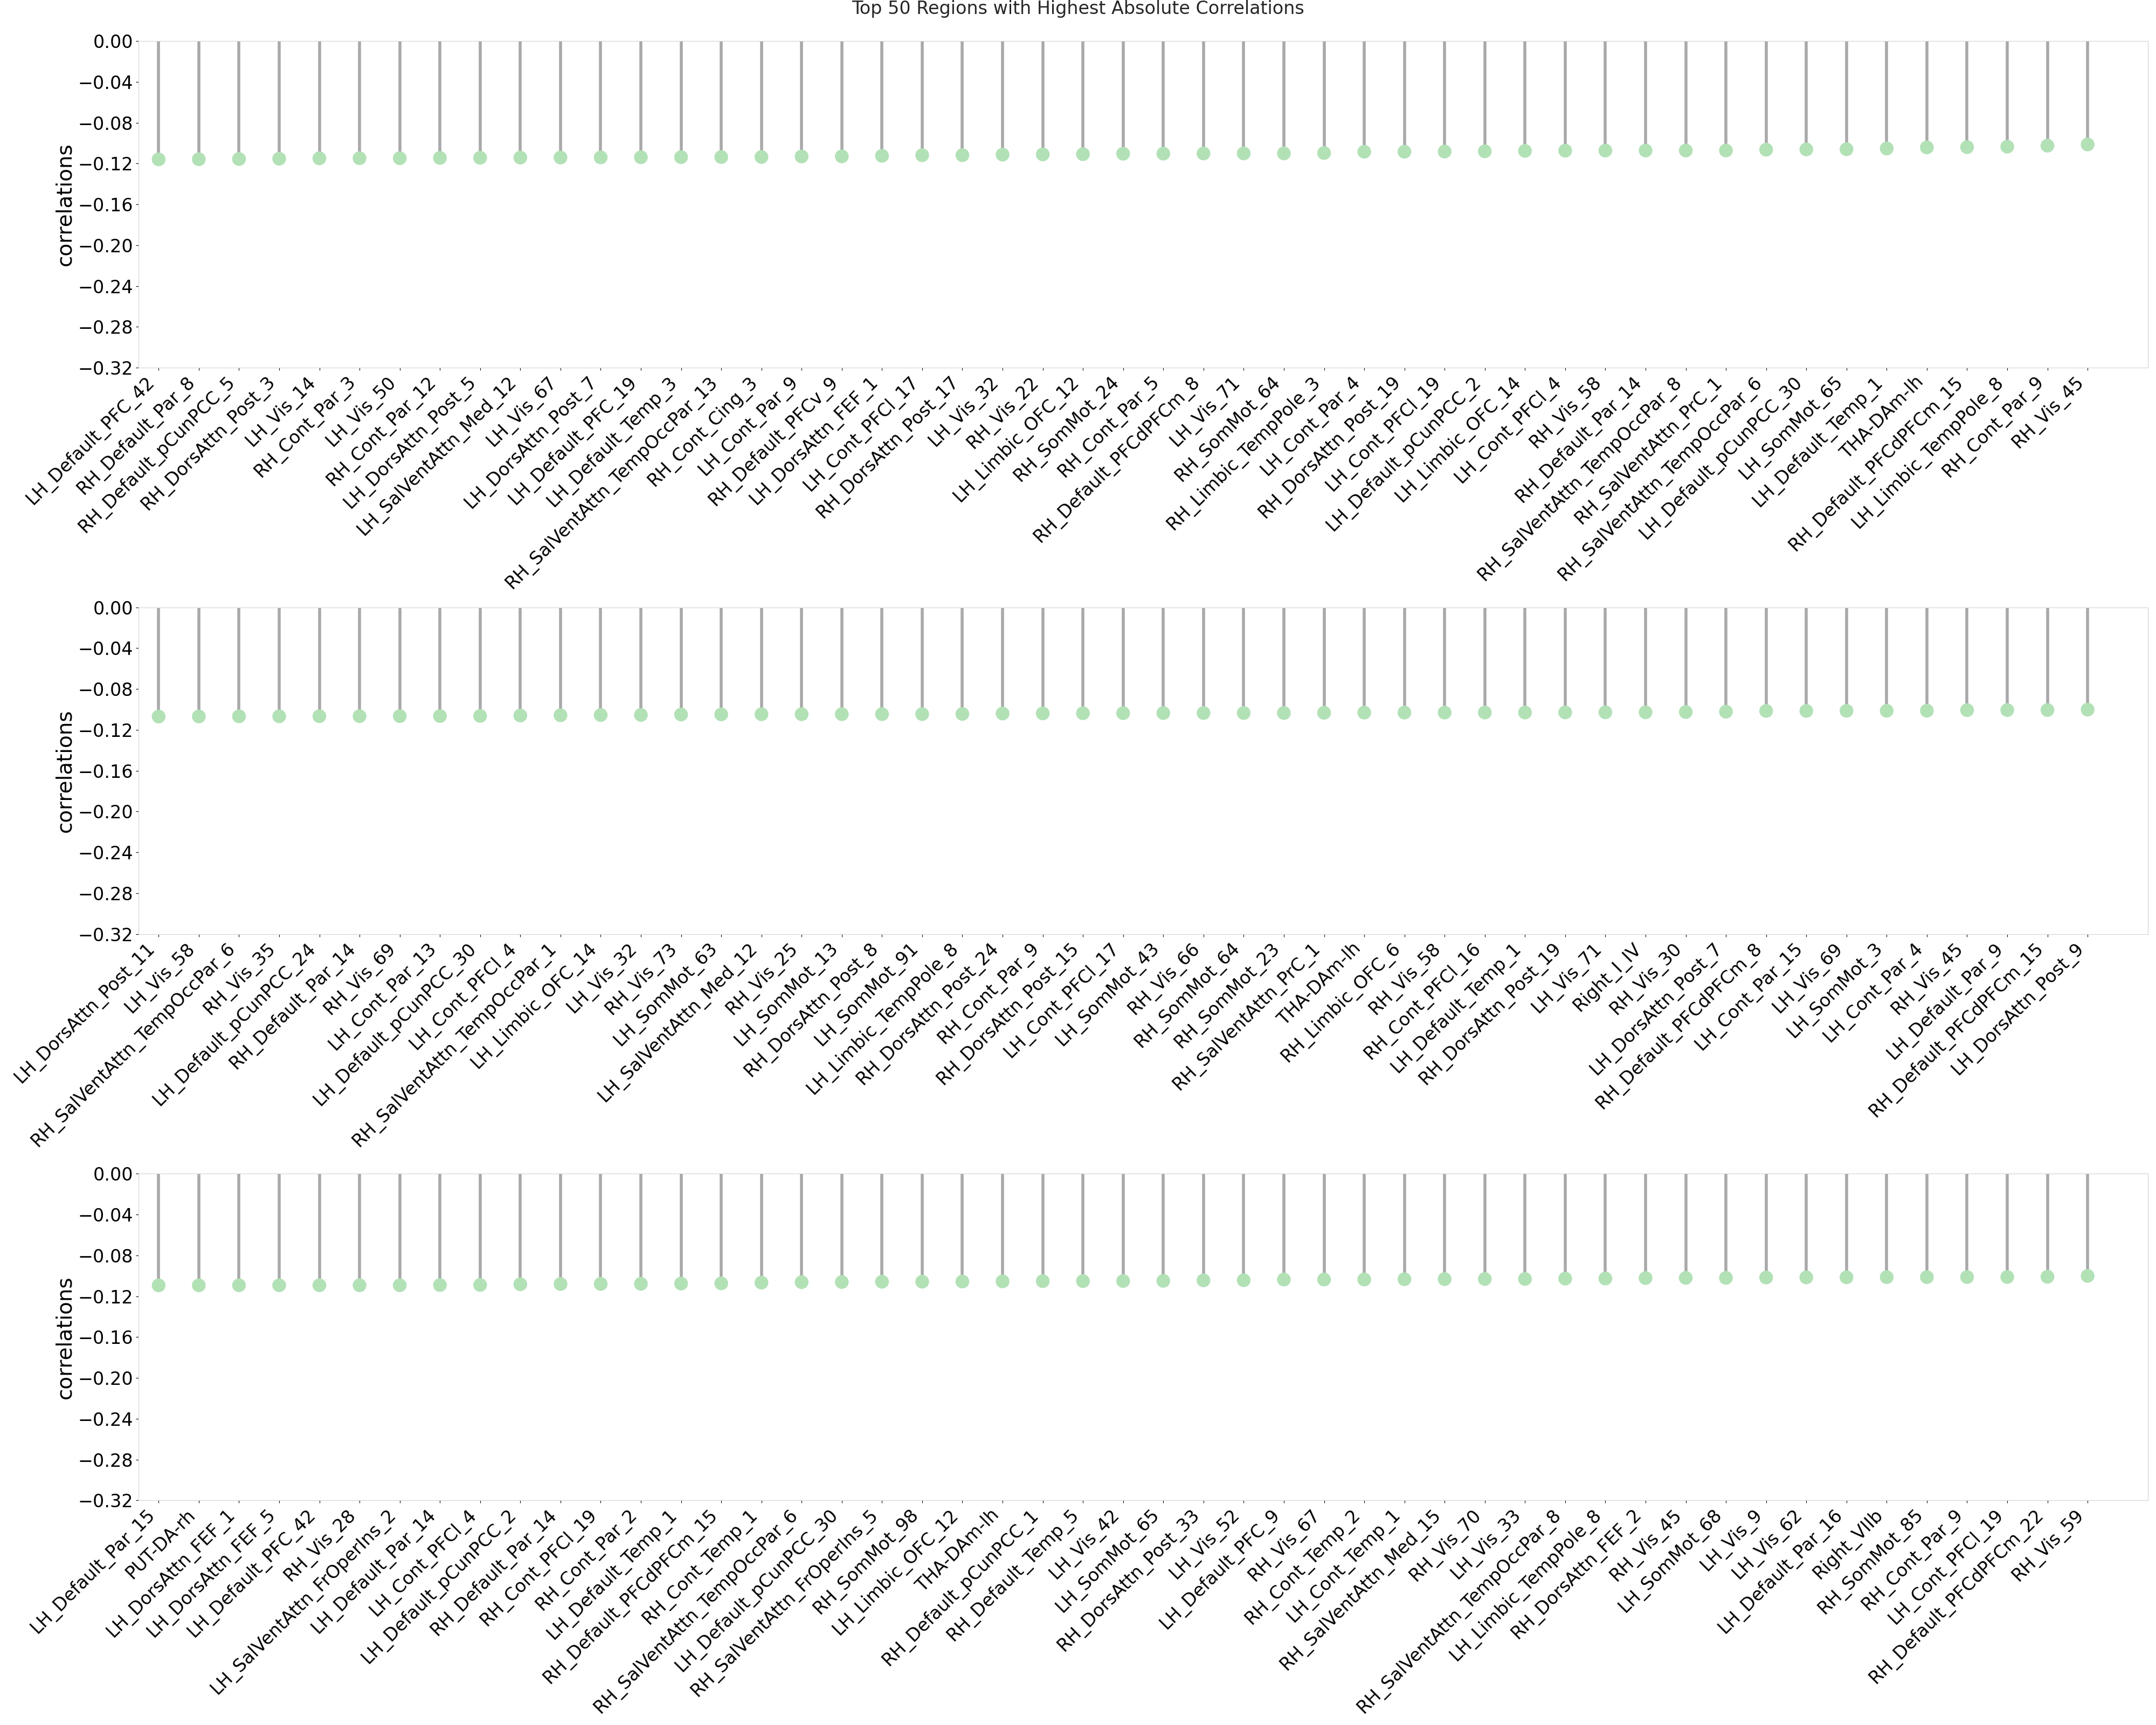 Top 50 Regions with Highest Absolute Correlations
correlations
0.00
−0.04
−0.08
−0.12
−0.16
−0.20
−0.24
−0.28
−0.32
LH_Default_PFC_42
RH_Default_Par_8
RH_Default_pCunPCC_5
RH_DorsAttn_Post_3
LH_Vis_14
RH_Cont_Par_3
LH_Vis_50
RH_Cont_Par_12
LH_DorsAttn_Post_5
LH_SalVentAttn_Med_12
LH_Vis_67
LH_DorsAttn_Post_7
LH_Default_PFC_19
LH_Default_Temp_3
RH_SalVentAttn_TempOccPar_13
RH_Cont_Cing_3
LH_Cont_Par_9
RH_Default_PFCv_9
LH_DorsAttn_FEF_1
LH_Cont_PFCl_17
RH_DorsAttn_Post_17
LH_Vis_32
RH_Vis_22
LH_Limbic_OFC_12
RH_SomMot_24
RH_Cont_Par_5
RH_Default_PFCdPFCm_8
LH_Vis_71
RH_SomMot_64
RH_Limbic_TempPole_3
LH_Cont_Par_4
RH_DorsAttn_Post_19
LH_Cont_PFCl_19
LH_Default_pCunPCC_2
LH_Limbic_OFC_14
LH_Cont_PFCl_4
RH_Vis_58
RH_Default_Par_14
RH_SalVentAttn_TempOccPar_8
RH_SalVentAttn_PrC_1
RH_SalVentAttn_TempOccPar_6
LH_Default_pCunPCC_30
LH_SomMot_65
LH_Default_Temp_1
THA-DAm-lh
RH_Default_PFCdPFCm_15
LH_Limbic_TempPole_8
RH_Cont_Par_9
RH_Vis_45
correlations
0.00
−0.04
−0.08
−0.12
−0.16
−0.20
−0.24
−0.28
−0.32
LH_DorsAttn_Post_11
LH_Vis_58
RH_SalVentAttn_TempOccPar_6
RH_Vis_35
LH_Default_pCunPCC_24
RH_Default_Par_14
RH_Vis_69
LH_Cont_Par_13
LH_Default_pCunPCC_30
LH_Cont_PFCl_4
RH_SalVentAttn_TempOccPar_1
LH_Limbic_OFC_14
LH_Vis_32
RH_Vis_73
LH_SomMot_63
LH_SalVentAttn_Med_12
RH_Vis_25
LH_SomMot_13
RH_DorsAttn_Post_8
LH_SomMot_91
LH_Limbic_TempPole_8
RH_DorsAttn_Post_24
RH_Cont_Par_9
RH_DorsAttn_Post_15
LH_Cont_PFCl_17
LH_SomMot_43
RH_Vis_66
RH_SomMot_64
RH_SomMot_23
RH_SalVentAttn_PrC_1
THA-DAm-lh
RH_Limbic_OFC_6
RH_Vis_58
RH_Cont_PFCl_16
LH_Default_Temp_1
RH_DorsAttn_Post_19
LH_Vis_71
Right_I_IV
RH_Vis_30
LH_DorsAttn_Post_7
RH_Default_PFCdPFCm_8
LH_Cont_Par_15
LH_Vis_69
LH_SomMot_3
LH_Cont_Par_4
RH_Vis_45
LH_Default_Par_9
RH_Default_PFCdPFCm_15
LH_DorsAttn_Post_9
correlations
0.00
−0.04
−0.08
−0.12
−0.16
−0.20
−0.24
−0.28
−0.32
LH_Default_Par_15
PUT-DA-rh
LH_DorsAttn_FEF_1
LH_DorsAttn_FEF_5
LH_Default_PFC_42
RH_Vis_28
LH_SalVentAttn_FrOperIns_2
LH_Default_Par_14
LH_Cont_PFCl_4
LH_Default_pCunPCC_2
RH_Default_Par_14
RH_Cont_PFCl_19
RH_Cont_Par_2
LH_Default_Temp_1
RH_Default_PFCdPFCm_15
RH_Cont_Temp_1
RH_SalVentAttn_TempOccPar_6
LH_Default_pCunPCC_30
RH_SalVentAttn_FrOperIns_5
RH_SomMot_98
LH_Limbic_OFC_12
THA-DAm-lh
RH_Default_pCunPCC_1
RH_Default_Temp_5
LH_Vis_42
LH_SomMot_65
RH_DorsAttn_Post_33
LH_Vis_52
LH_Default_PFC_9
RH_Vis_67
RH_Cont_Temp_2
LH_Cont_Temp_1
RH_SalVentAttn_Med_15
RH_Vis_70
LH_Vis_33
RH_SalVentAttn_TempOccPar_8
LH_Limbic_TempPole_8
RH_DorsAttn_FEF_2
RH_Vis_45
LH_SomMot_68
LH_Vis_9
LH_Vis_62
LH_Default_Par_16
Right_VIIb
RH_SomMot_85
RH_Cont_Par_9
LH_Cont_PFCl_19
RH_Default_PFCdPFCm_22
RH_Vis_59